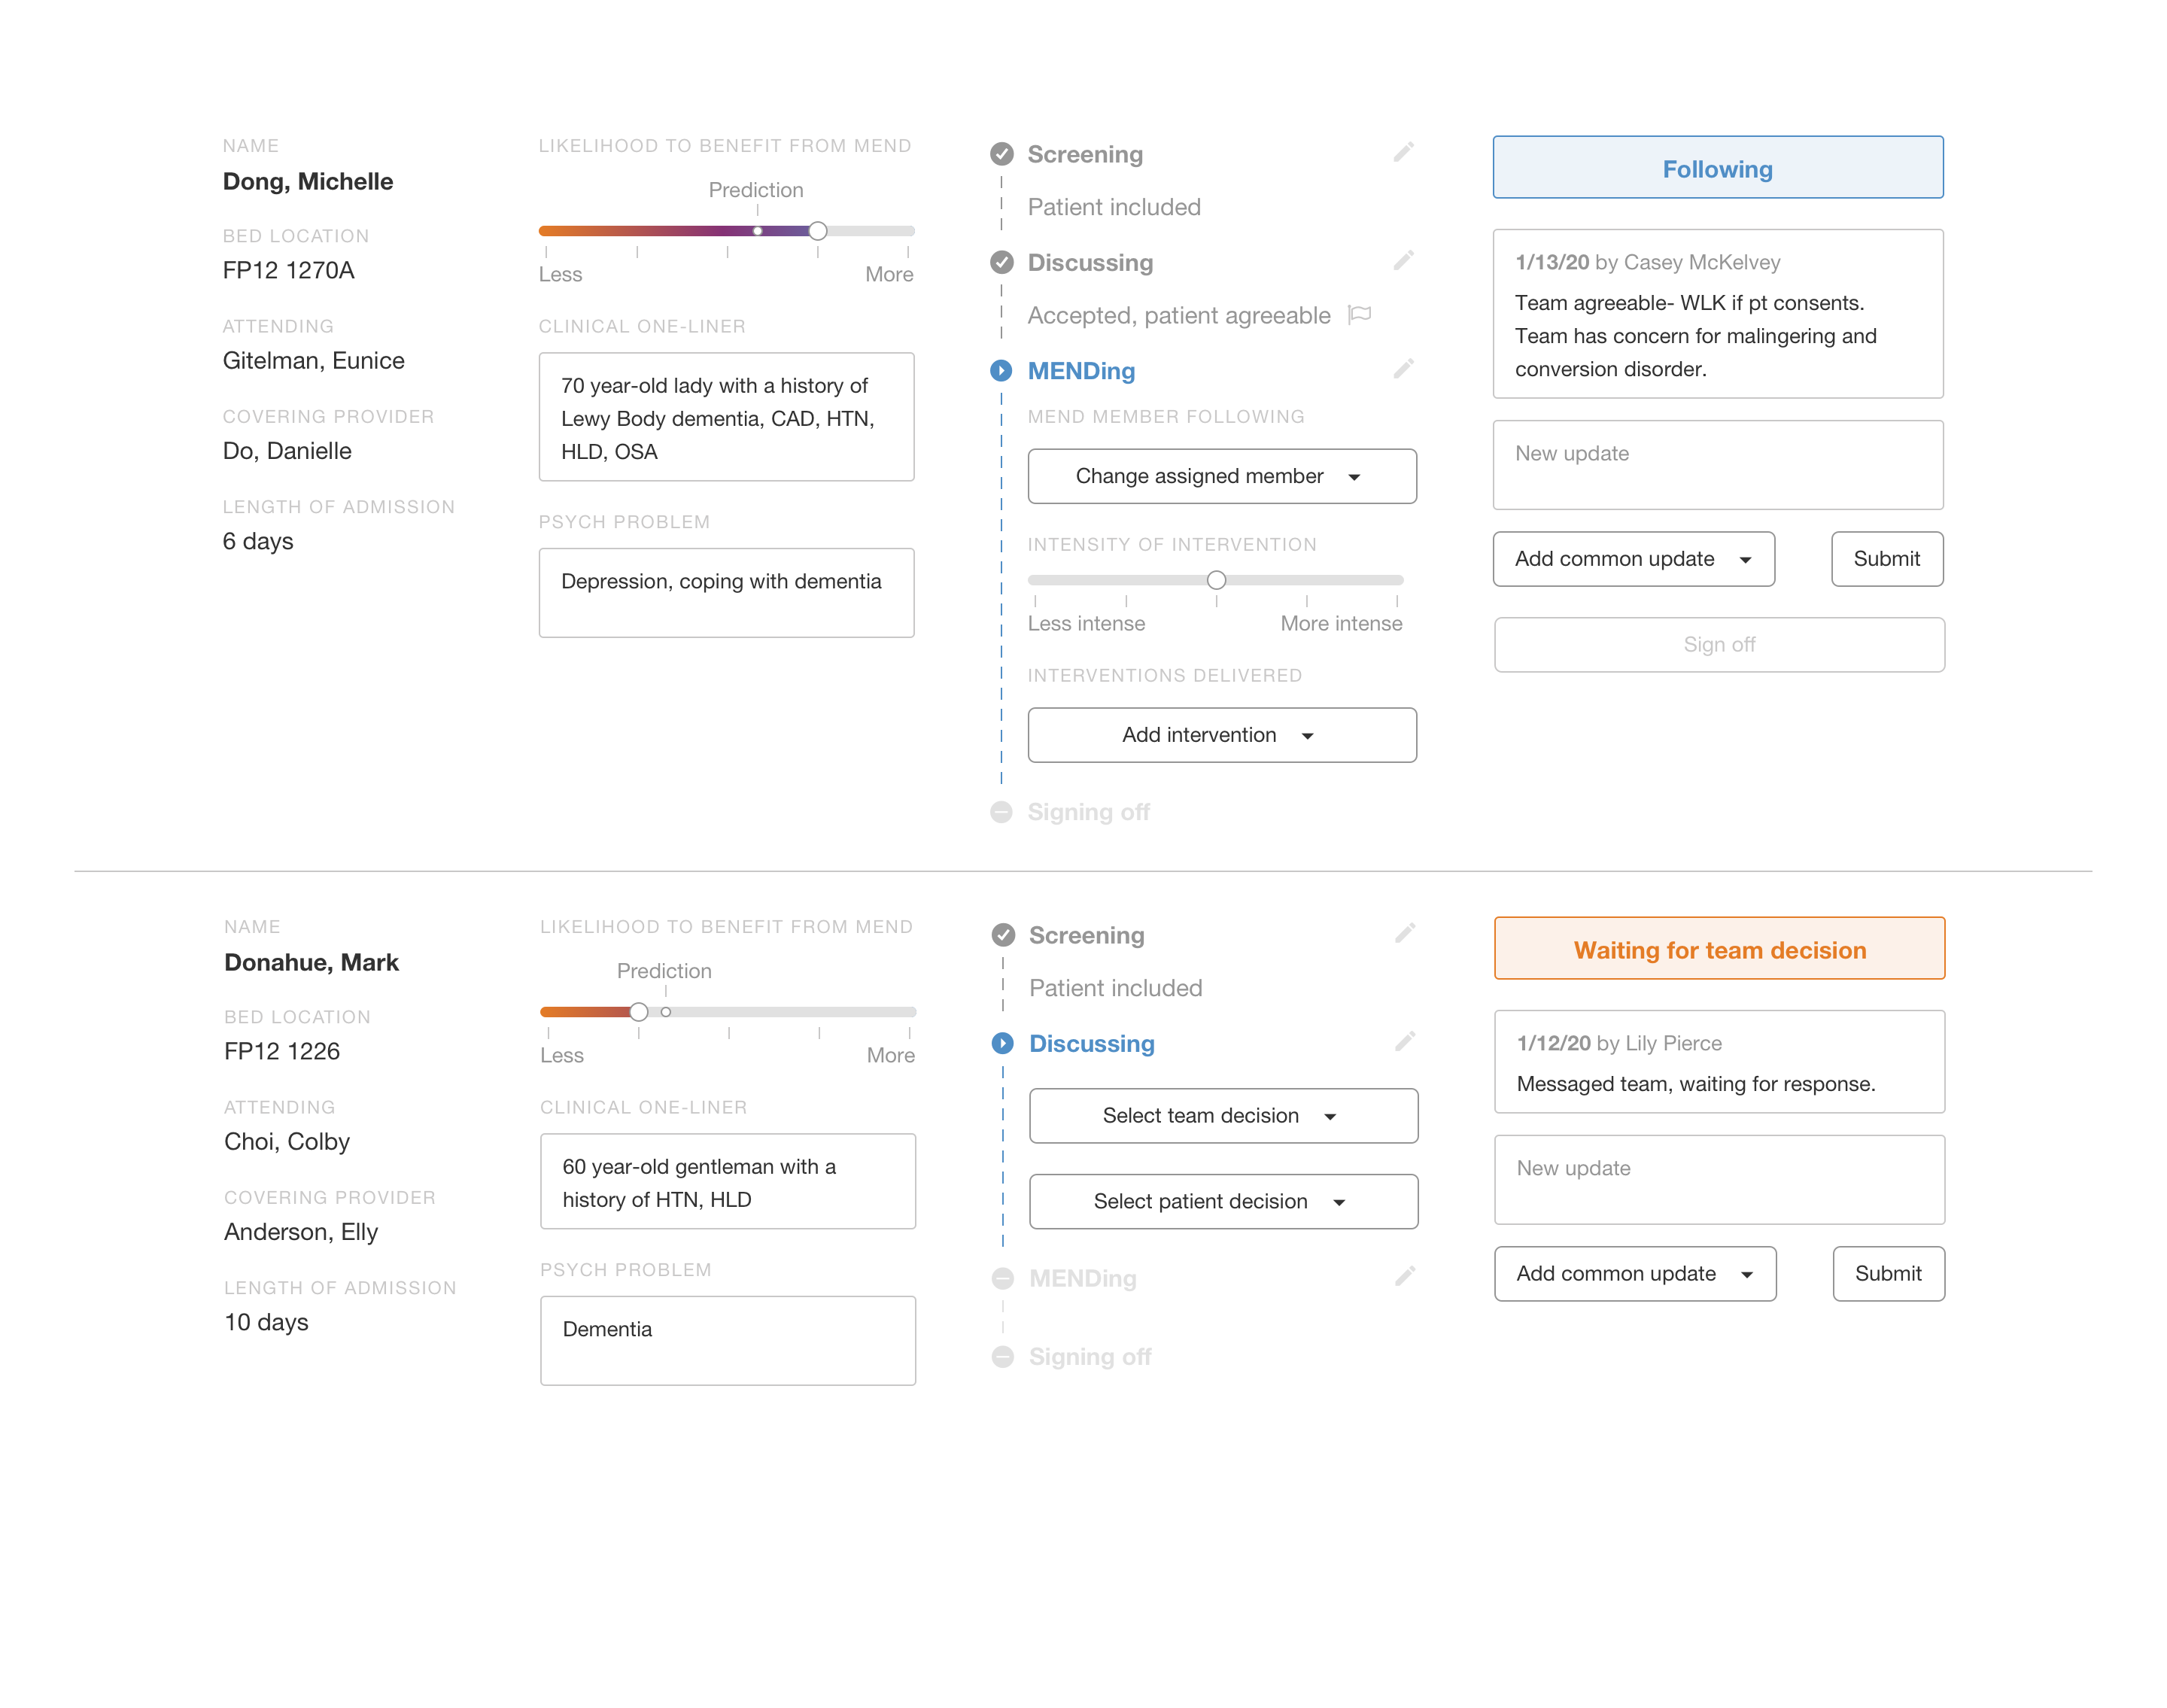 NAME
Dong, Michelle
BED LOCATION
FP12 1270A
ATTENDING
Gitelman, Eunice
COVERING PROVIDER
Do, Danielle
LENGTH OF ADMISSION
6 days
LIKELIHOOD TO BENEFIT FROM MEND
Prediction
Less More
CLINICAL ONE-LINER
70 year-old lady with a history of
Lewy Body dementia, CAD, HTN,
HLD, OSA
PSYCH PROBLEM
Depression, coping with dementia
Screening
Patient included
Discussing
Accepted, patient agreeable
MENDing
MEND MEMBER FOLLOWING
Change assigned member
INTENSITY OF INTERVENTION
Less intense More intense
INTERVENTIONS DELIVERED
Add intervention
Signing off
Following
1/13/20 by Casey McKelvey
Team agreeable- WLK if pt consents.
Team has concern for malingering and
conversion disorder.
New update
Add common update Submit
Sign off
NAME
Donahue, Mark
BED LOCATION
FP12 1226
ATTENDING
Choi, Colby
COVERING PROVIDER
Anderson, Elly
LENGTH OF ADMISSION
10 days
LIKELIHOOD TO BENEFIT FROM MEND
Prediction
Less More
CLINICAL ONE-LINER
60 year-old gentleman with a
history of HTN, HLD
PSYCH PROBLEM
Dementia
Screening
Patient included
Discussing
Select team decision
Select patient decision
MENDing
Signing off
Waiting for team decision
1/12/20 by Lily Pierce
Messaged team, waiting for response.
New update
Add common update Submit